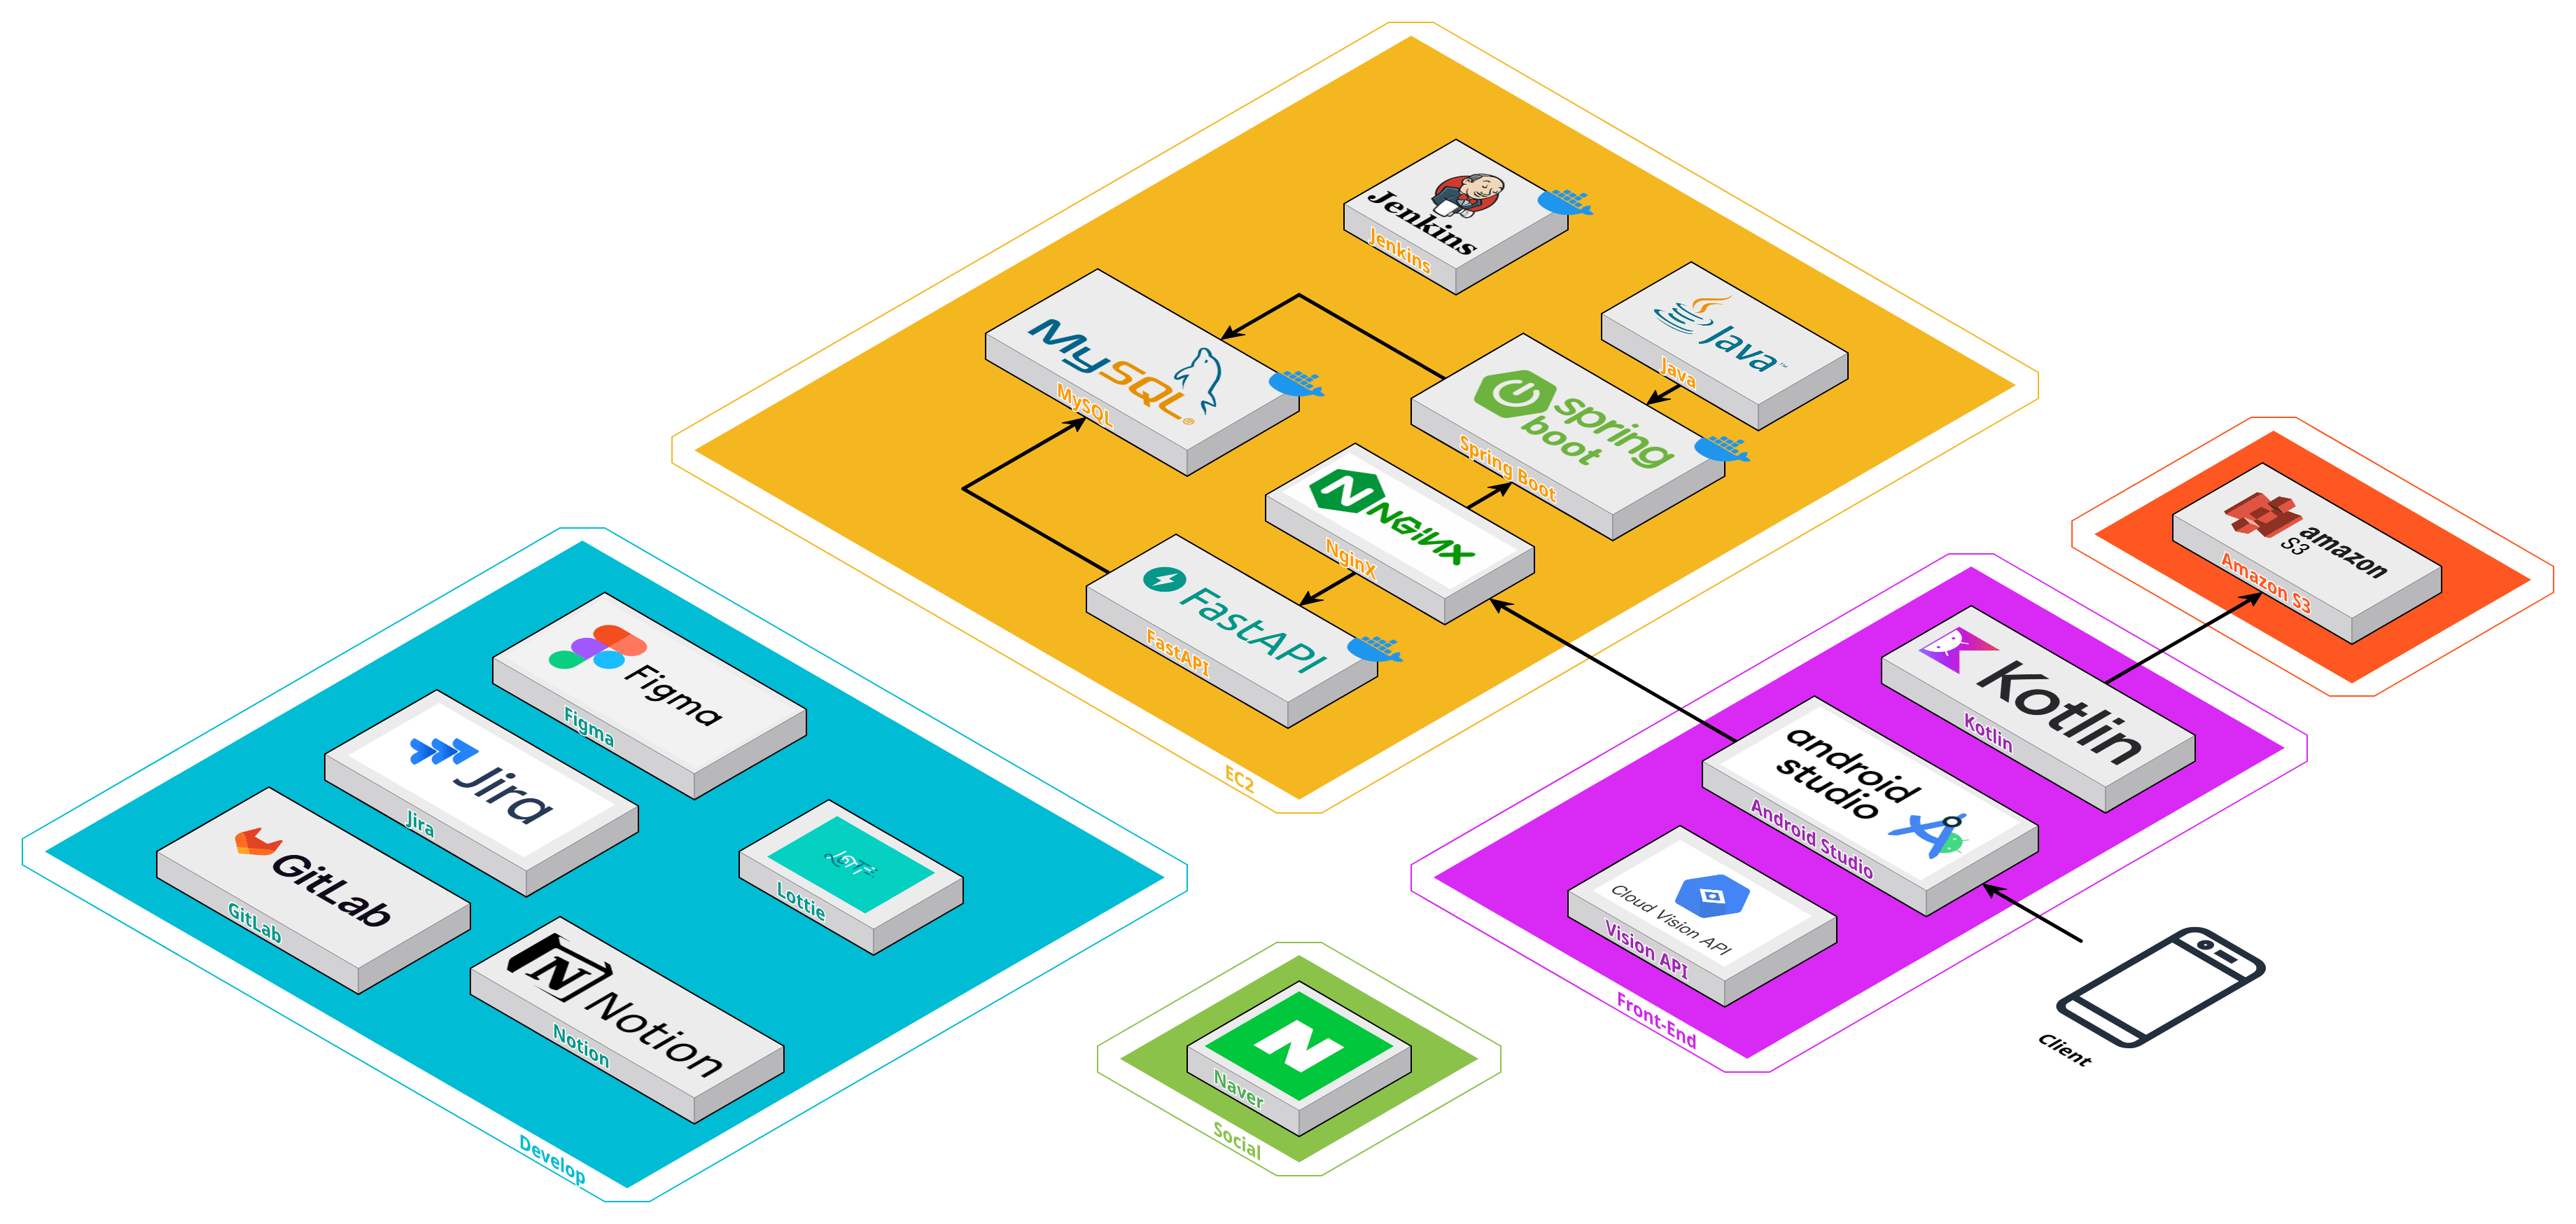 Jenkins
Jenkins
Java™
Java
MySQL®
MySQL
spring
boot
Spring Boot
NGiNX
NginX
FastAPI
FastAPI
EC2
amazon
S3
Amazon S3
Kotlin
Kotlin
android
studio
Android Studio
Cloud Vision API
Vision API
Front-End
Client
Figma
Figma
Jira
Jira
GitLab
GitLab
Lottie
N
Notion
Notion
Develop
N
Naver
Social